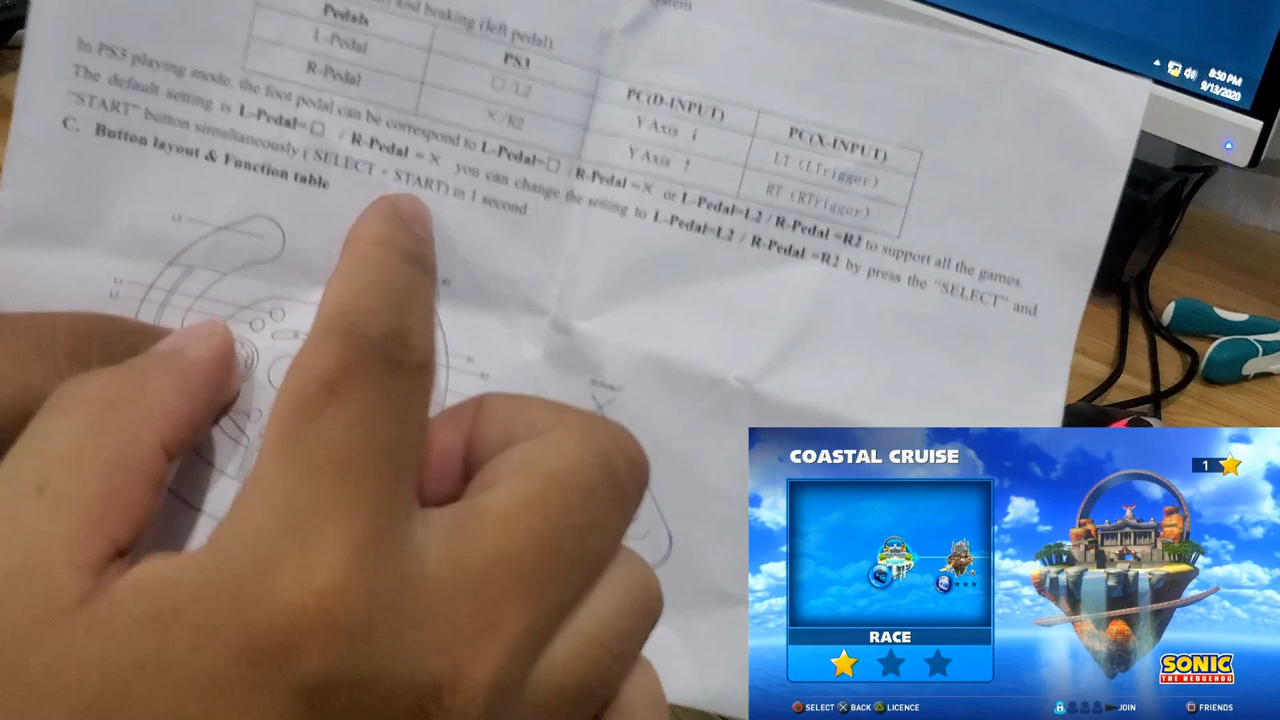 and braking (left pedal).
Pedals PS3 PC(D-INPUT) PC(X-INPUT)
L-Pedal □/L2 Y Axis ↓ LT (LTrigger)
R-Pedal ×/R2 Y Axis ↑ RT (RTrigger)
In PS3 playing mode, the foot pedal can be correspond to L-Pedal=□ / R-Pedal =× or L-Pedal=L2 / R-Pedal =R2 to support all the games.
The default setting is L-Pedal=□ / R-Pedal = × you can change the setting to L-Pedal=L2 / R-Pedal =R2 by press the "SELECT" and
"START" button simultaneously ( SELECT + START) in 1 second.
C. Button layout & Function table
8:50 PM
9/13/2020
COASTAL CRUISE
1
RACE
SONIC
THE HEDGEHOG
SELECT BACK LICENCE JOIN FRIENDS